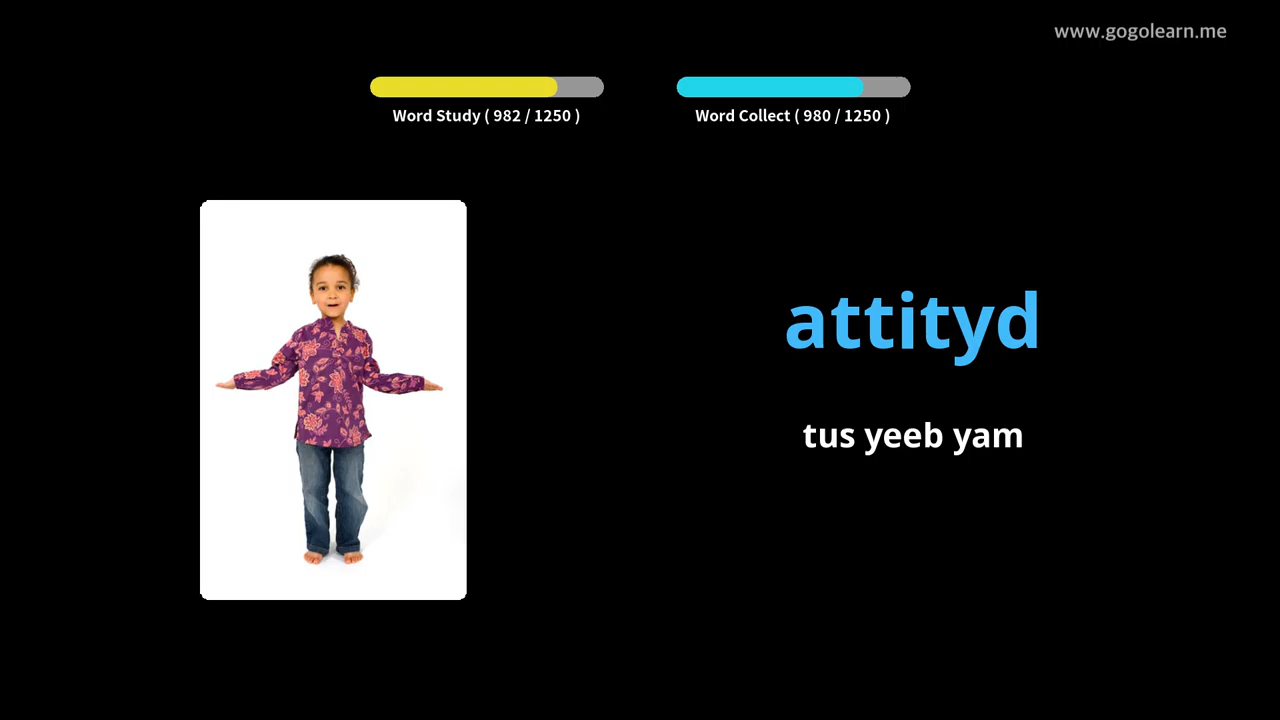 www.gogolearn.me
Word Study ( 982 / 1250 )
Word Collect ( 980 / 1250 )
attityd
tus yeeb yam